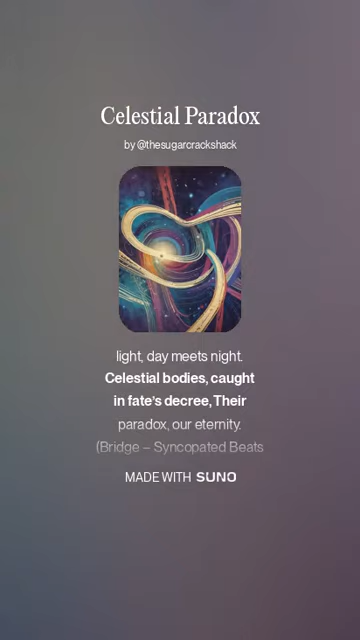 Celestial Paradox
by @thesugarcrackshack
light, day meets night.
Celestial bodies, caught
in fate's decree, Their
paradox, our eternity.
(Bridge – Syncopated Beats
MADE WITH SUNO